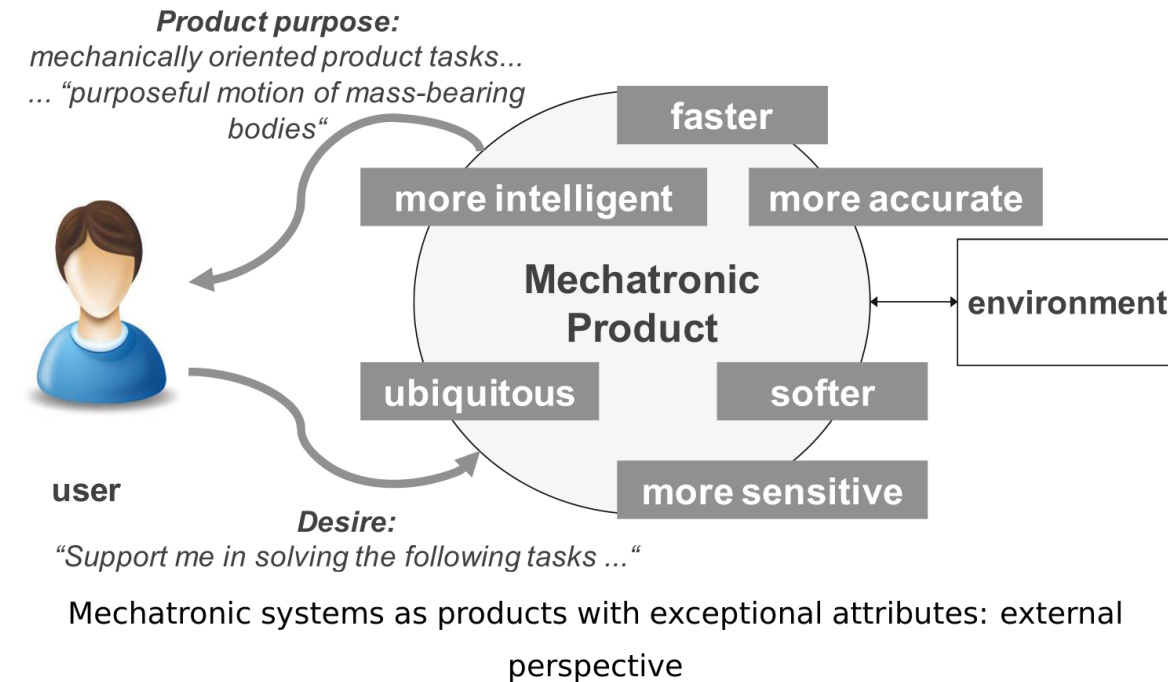 Product purpose:
mechanically oriented product tasks...
... “purposeful motion of mass-bearing
bodies“
faster
more intelligent
more accurate
Mechatronic
Product
environment
ubiquitous
softer
user
more sensitive
Desire:
“Support me in solving the following tasks ...“
Mechatronic systems as products with exceptional attributes: external
perspective